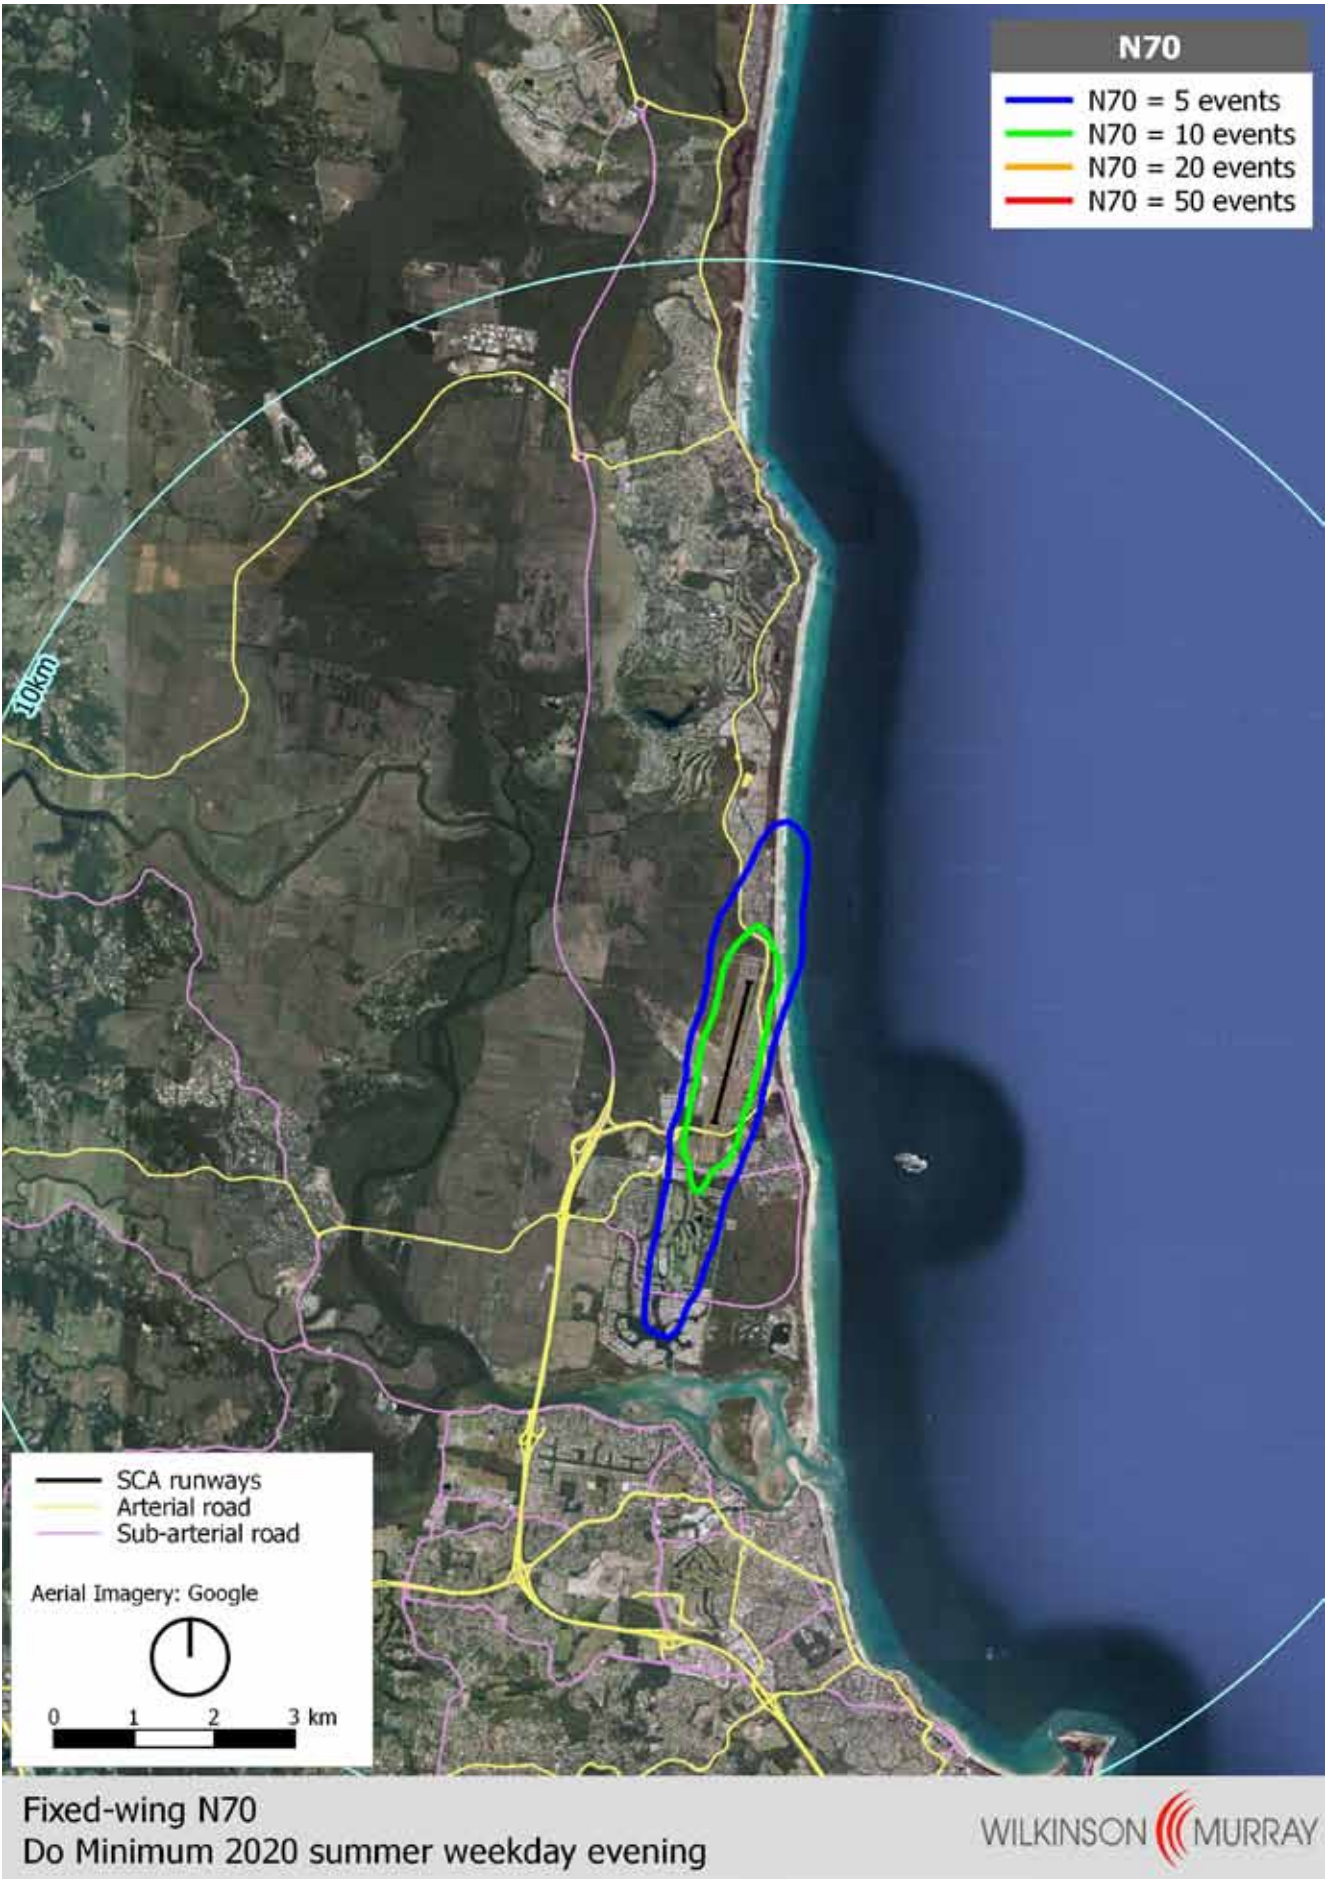 N70
N70 = 5 events
N70 = 10 events
N70 = 20 events
N70 = 50 events
10km
SCA runways
Arterial road
Sub-arterial road
Aerial Imagery: Google
0 1 2 3 km
Fixed-wing N70
Do Minimum 2020 summer weekday evening
WILKINSON MURRAY